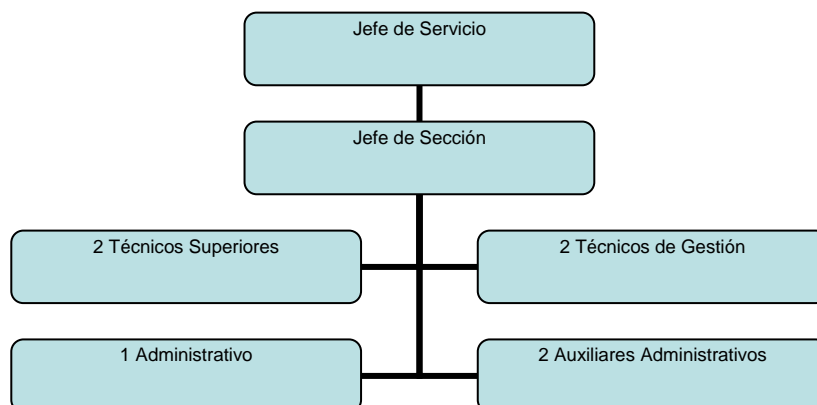 Jefe de Servicio
Jefe de Sección
2 Técnicos Superiores
2 Técnicos de Gestión
1 Administrativo
2 Auxiliares Administrativos